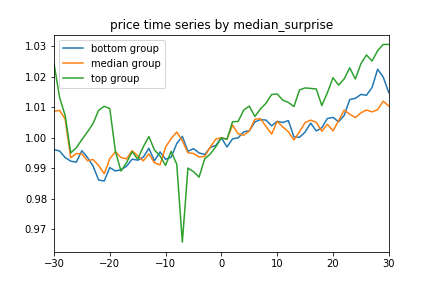 price time series by median_surprise
bottom group
median group
top group
1.03
1.02
1.01
1.00
0.99
0.98
0.97
−30 −20 −10 0 10 20 30